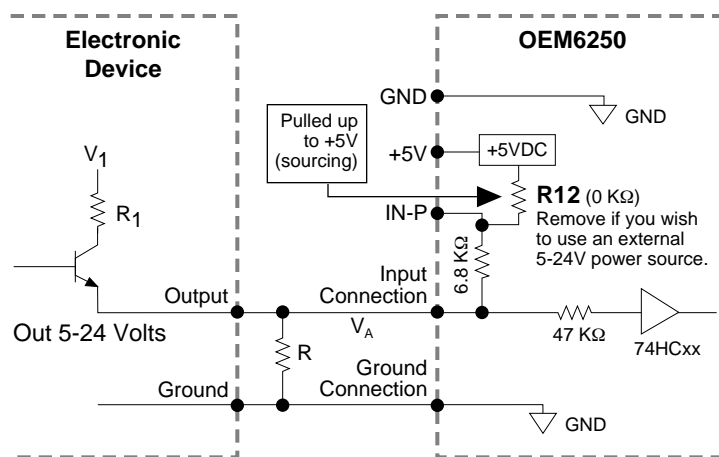 Electronic
Device
OEM6250
GND
GND
Pulled up
to +5V
(sourcing)
+5V
+5VDC
V1
R1
R12 (0 KΩ)
IN-P
Remove if you wish
to use an external
5-24V power source.
6.8 KΩ
Output
Input
Connection
Out 5-24 Volts
VA
47 KΩ
74HCxx
R
Ground
Ground
Connection
GND